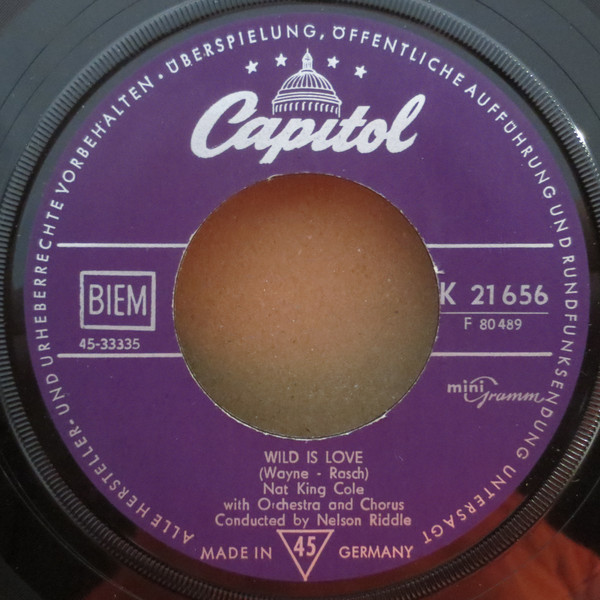 ALLE HERSTELLER- UND URHEBERRECHTE VORBEHALTEN • ÜBERSPIELUNG, ÖFFENTLICHE AUFFÜHRUNG UND RUNDFUNKSENDUNG UNTERSAGT
Capitol
BIEM
45-33335
K 21 656
F 80 489
mini Gramm
WILD IS LOVE
(Wayne - Rasch)
Nat King Cole
with Orchestra and Chorus
Conducted by Nelson Riddle
MADE IN 45 GERMANY